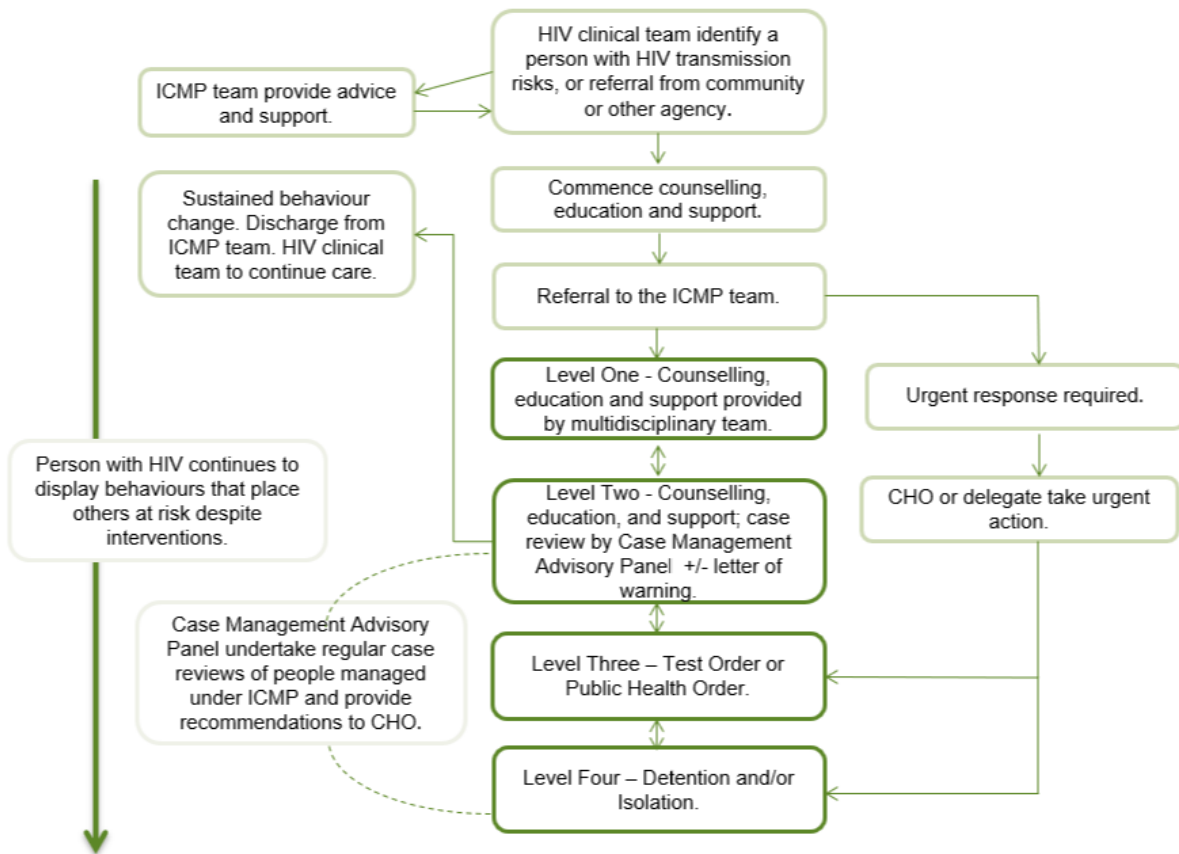 HIV clinical team identify a
person with HIV transmission
risks, or referral from community
or other agency.
ICMP team provide advice
and support.
Sustained behaviour
change. Discharge from
ICMP team. HIV clinical
team to continue care.
Commence counselling,
education and support.
Referral to the ICMP team.
Level One - Counselling,
education and support provided
by multidisciplinary team.
Urgent response required.
Person with HIV continues to
display behaviours that place
others at risk despite
interventions.
Level Two - Counselling,
education, and support; case
review by Case Management
Advisory Panel +/- letter of
warning.
CHO or delegate take urgent
action.
Case Management Advisory
Panel undertake regular case
reviews of people managed
under ICMP and provide
recommendations to CHO.
Level Three – Test Order or
Public Health Order.
Level Four – Detention and/or
Isolation.